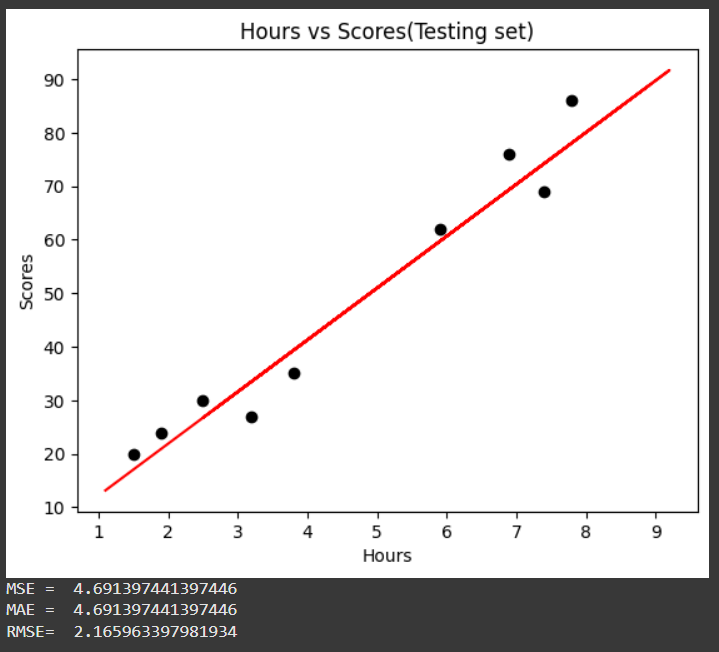 Hours vs Scores(Testing set)
90
80
70
60
50
40
30
20
10
Scores
1 2 3 4 5 6 7 8 9
Hours
MSE =  4.691397441397446
MAE =  4.691397441397446
RMSE=  2.165963397981934